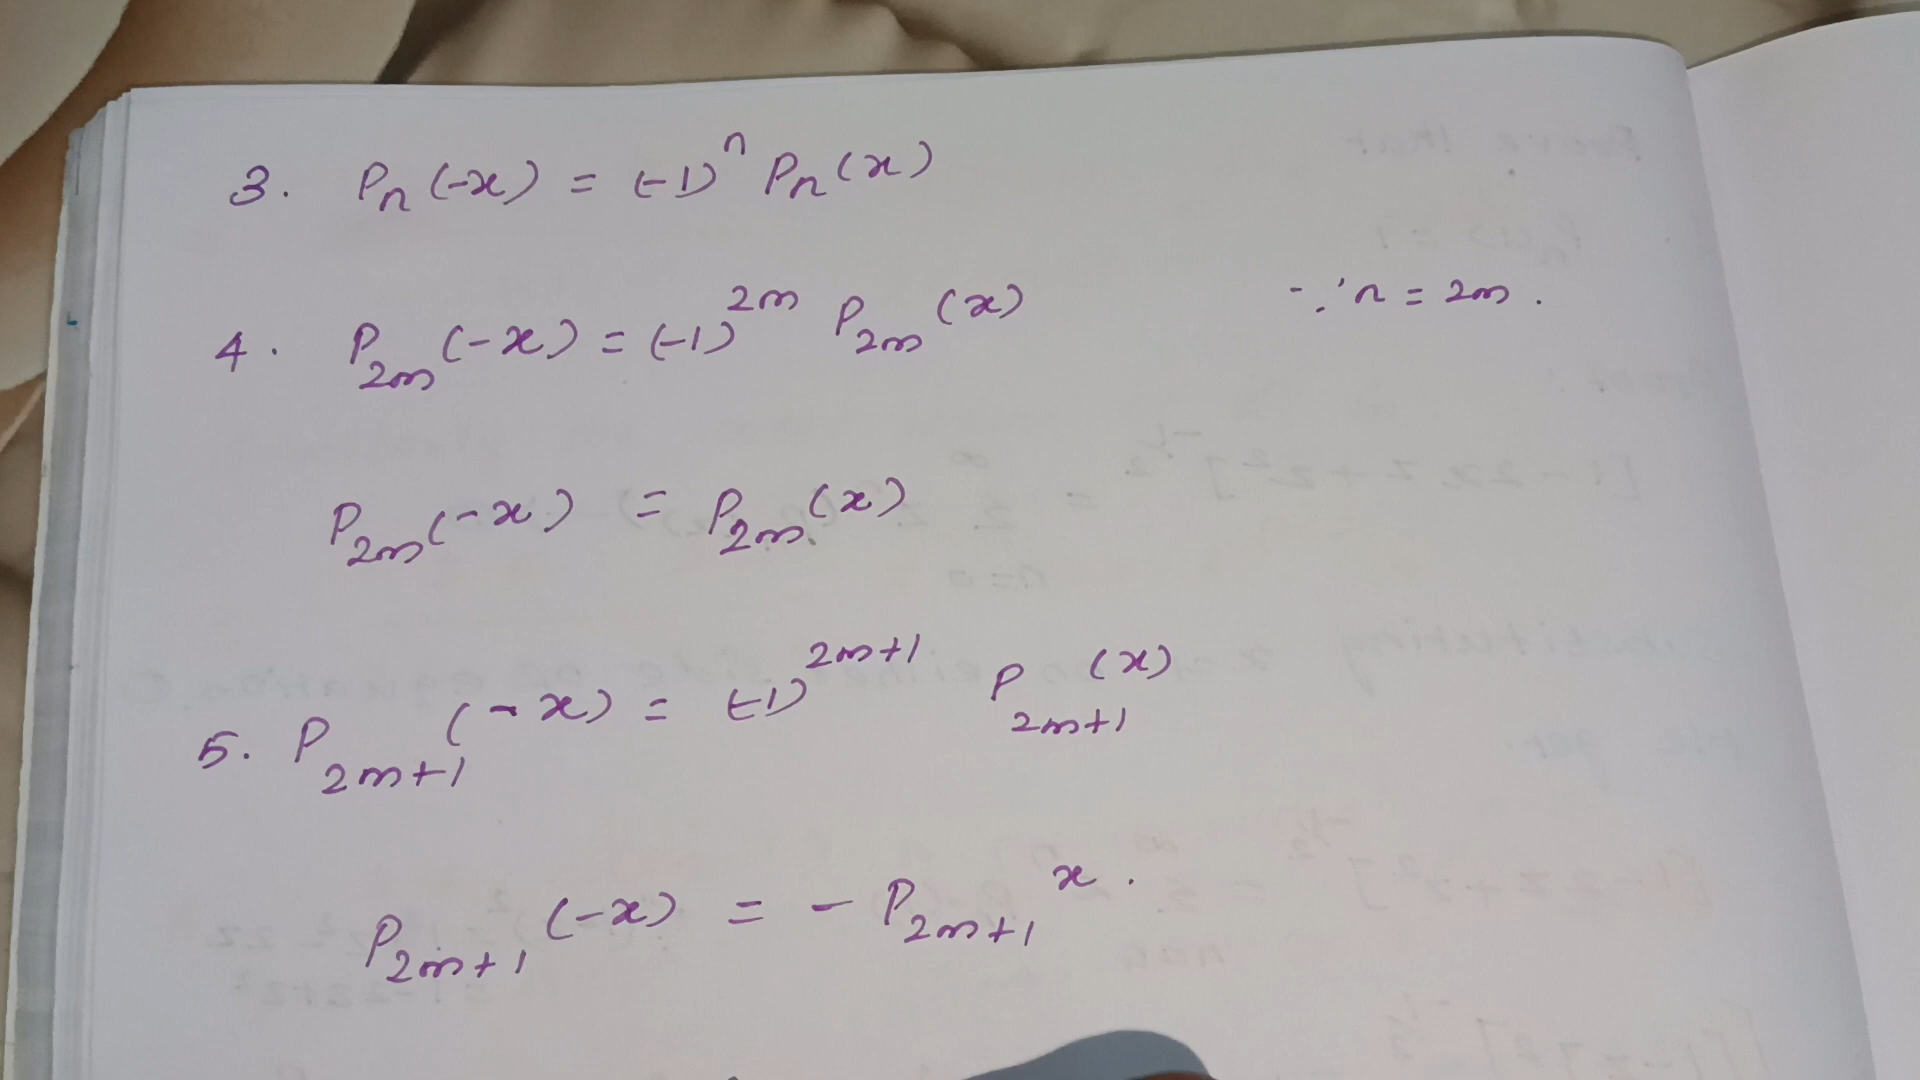 3. Pn (-x) = (-1)^n Pn (x)
4. P2m (-x) = (-1)^2m P2m (x) ∵ n = 2m.
P2m (-x) = P2m (x)
5. P2m+1 (-x) = (-1)^2m+1 P2m+1 (x)
P2m+1 (-x) = - P2m+1 x.